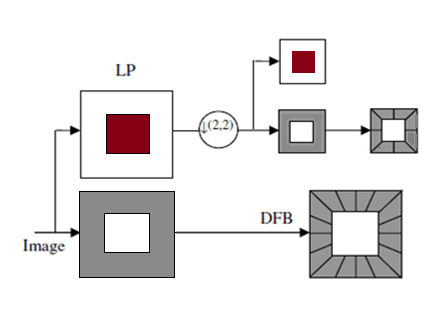 LP
↓(2,2)
DFB
Image